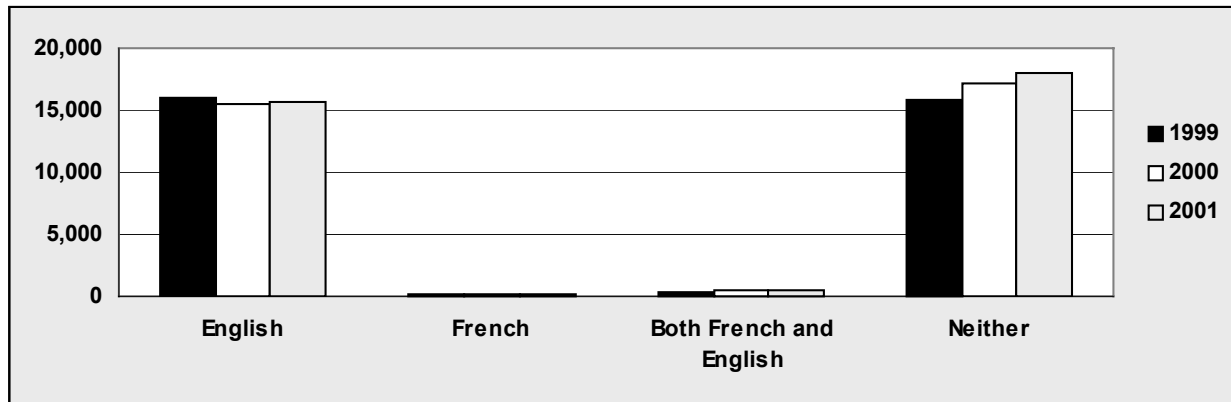 20,000
15,000
10,000
5,000
0
English
French
Both French and
English
Neither
1999
2000
2001